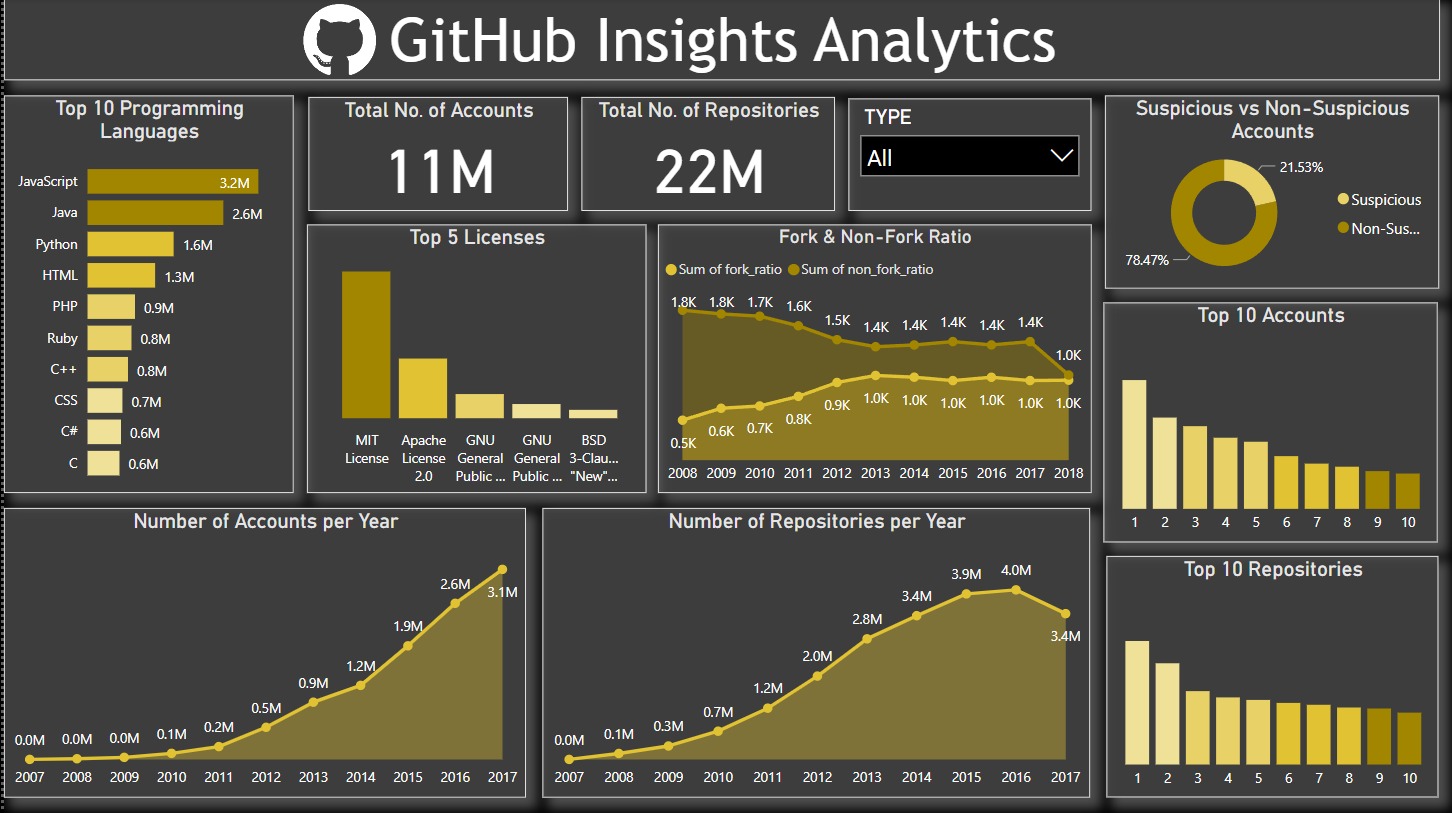 GitHub Insights Analytics
Top 10 Programming
Languages
JavaScript 3.2M
Java 2.6M
Python 1.6M
HTML 1.3M
PHP 0.9M
Ruby 0.8M
C++ 0.8M
CSS 0.7M
C# 0.6M
C 0.6M
Total No. of Accounts
11M
Total No. of Repositories
22M
TYPE
All
Suspicious vs Non-Suspicious
Accounts
21.53%
78.47%
Suspicious
Non-Sus...
Top 5 Licenses
MIT
License
Apache
License
2.0
GNU
General
Public ...
GNU
General
Public ...
BSD
3-Clau...
"New"...
Fork & Non-Fork Ratio
Sum of fork_ratio Sum of non_fork_ratio
1.8K 1.8K 1.7K 1.6K 1.5K 1.4K 1.4K 1.4K 1.4K 1.4K 1.0K
0.5K 0.6K 0.7K 0.8K 0.9K 1.0K 1.0K 1.0K 1.0K 1.0K 1.0K
2008 2009 2010 2011 2012 2013 2014 2015 2016 2017 2018
Top 10 Accounts
1 2 3 4 5 6 7 8 9 10
Number of Accounts per Year
0.0M 0.0M 0.0M 0.1M 0.2M 0.5M 0.9M 1.2M 1.9M 2.6M 3.1M
2007 2008 2009 2010 2011 2012 2013 2014 2015 2016 2017
Number of Repositories per Year
0.0M 0.1M 0.3M 0.7M 1.2M 2.0M 2.8M 3.4M 3.9M 4.0M 3.4M
2007 2008 2009 2010 2011 2012 2013 2014 2015 2016 2017
Top 10 Repositories
1 2 3 4 5 6 7 8 9 10